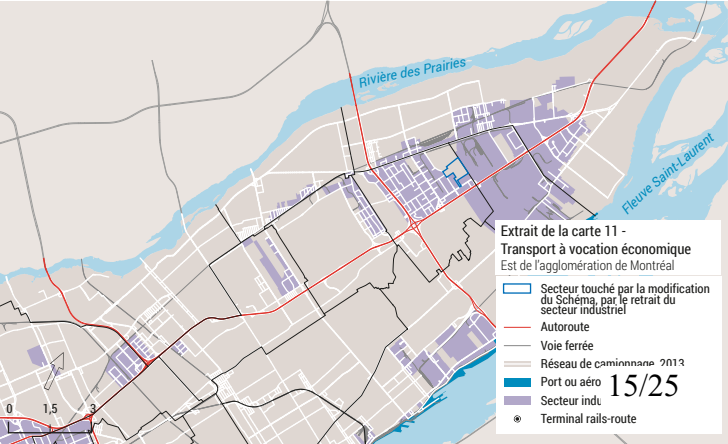 Rivière des Prairies
Fleuve Saint-Laurent
Extrait de la carte 11 -
Transport à vocation économique
Est de l'agglomération de Montréal
Secteur touché par la modification
du Schéma, par le retrait du
secteur industriel
Autoroute
Voie ferrée
Réseau de camionnage, 2013
Port ou aéro
15/25
Secteur indu
Terminal rails-route
0 1,5 3